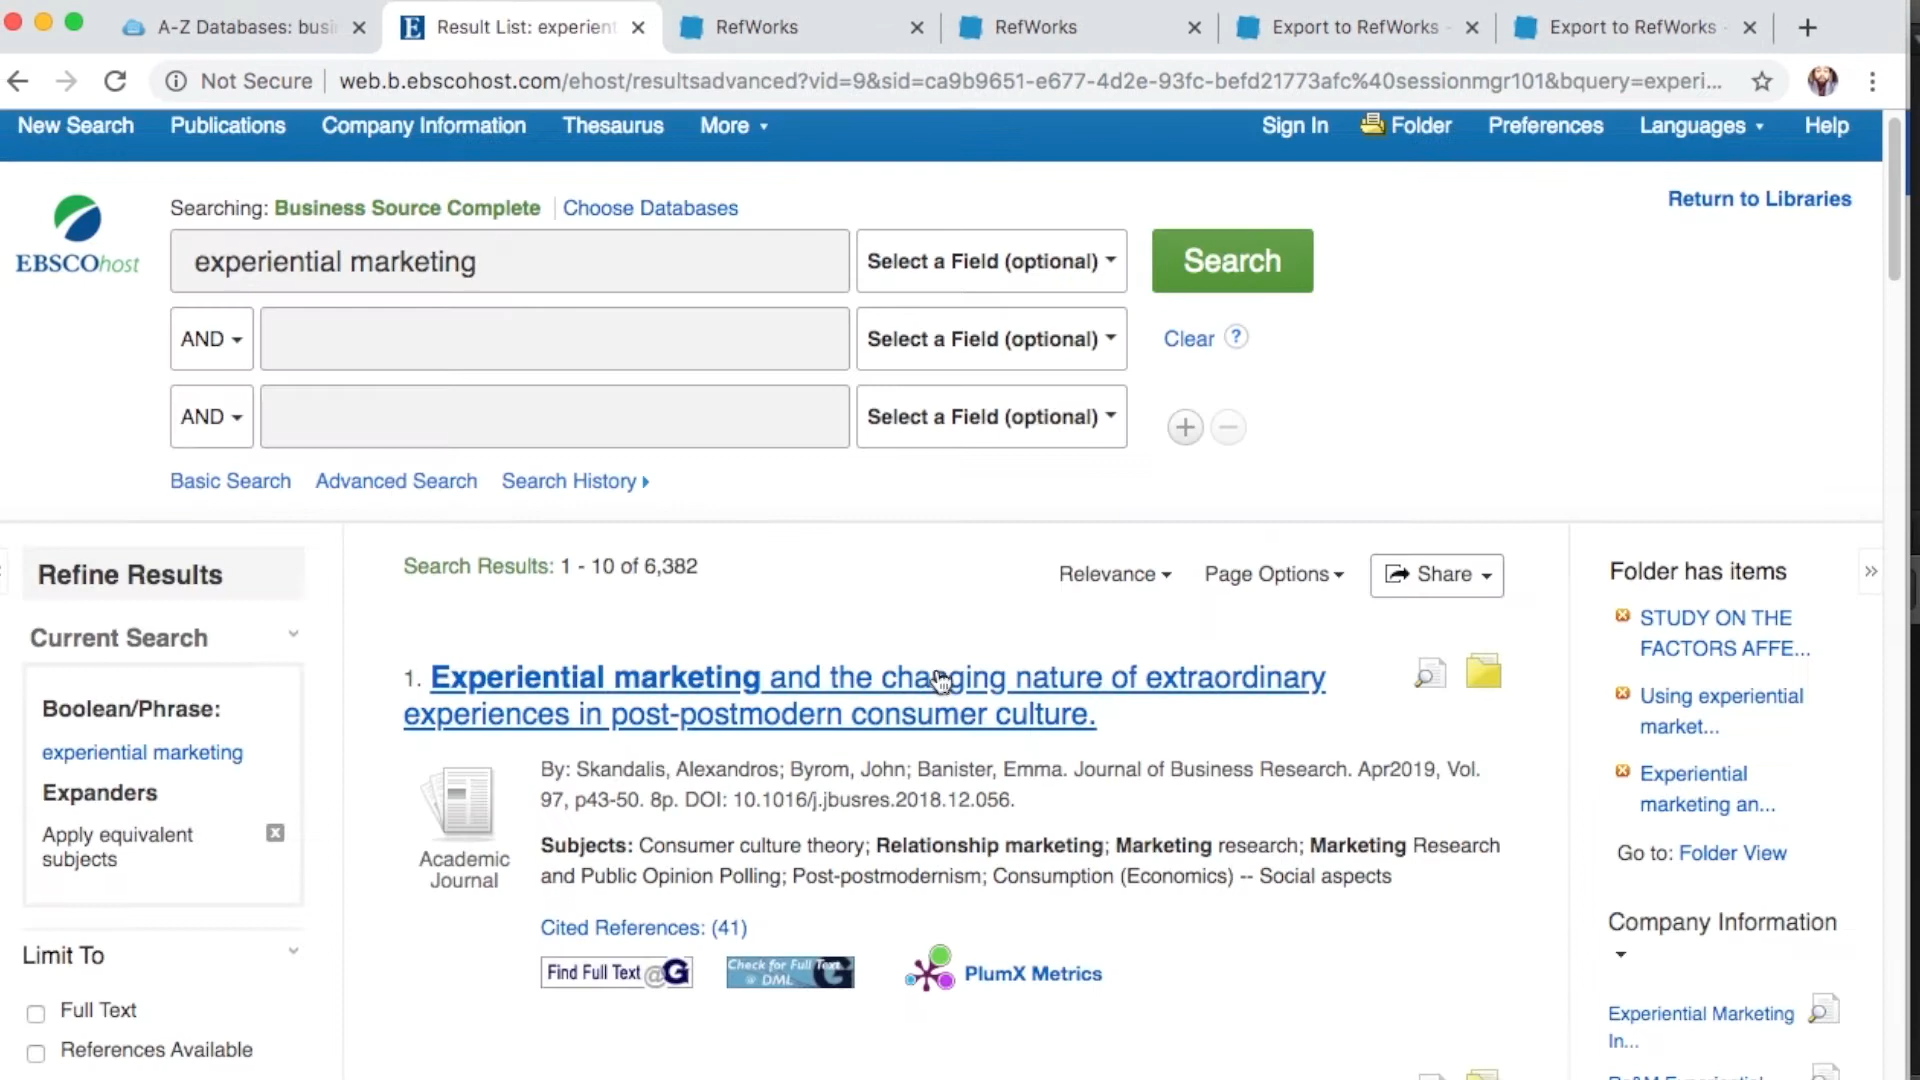 A-Z Databases: busi
Result List: experient
RefWorks
RefWorks
Export to RefWorks -
Export to RefWorks -
Not Secure
web.b.ebscohost.com/ehost/resultsadvanced?vid=9&sid=ca9b9651-e677-4d2e-93fc-befd21773afc%40sessionmgr101&bquery=experi...
New Search
Publications
Company Information
Thesaurus
More
Sign In
Folder
Preferences
Languages
Help
Searching: Business Source Complete
Choose Databases
Return to Libraries
EBSCOhost
experiential marketing
Select a Field (optional)
Search
AND
Select a Field (optional)
Clear ?
AND
Select a Field (optional)
Basic Search
Advanced Search
Search History
Refine Results
Current Search
Boolean/Phrase:
experiential marketing
Expanders
Apply equivalent
subjects
Limit To
Full Text
References Available
Search Results: 1 - 10 of 6,382
Relevance
Page Options
Share
1. Experiential marketing and the changing nature of extraordinary
experiences in post-postmodern consumer culture.
Academic
Journal
By: Skandalis, Alexandros; Byrom, John; Banister, Emma. Journal of Business Research. Apr2019, Vol.
97, p43-50. 8p. DOI: 10.1016/j.jbusres.2018.12.056.
Subjects: Consumer culture theory; Relationship marketing; Marketing research; Marketing Research
and Public Opinion Polling; Post-postmodernism; Consumption (Economics) -- Social aspects
Cited References: (41)
Find Full Text @G
Check for Full Text
@ DML
PlumX Metrics
Folder has items
STUDY ON THE
FACTORS AFFE...
Using experiential
market...
Experiential
marketing an...
Go to: Folder View
Company Information
Experiential Marketing
In...